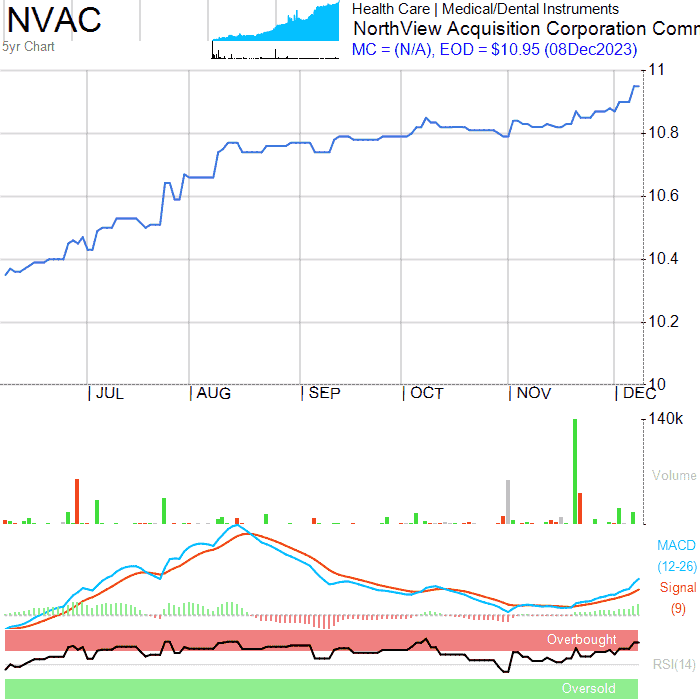 NVAC
5yr Chart
Health Care | Medical/Dental Instruments
NorthView Acquisition Corporation Comm
MC = (N/A), EOD = $10.95 (08Dec2023)
11
10.8
10.6
10.4
10.2
10
JUL
AUG
SEP
OCT
NOV
DEC
140k
Volume
MACD
(12-26)
Signal
(9)
Overbought
RSI(14)
Oversold